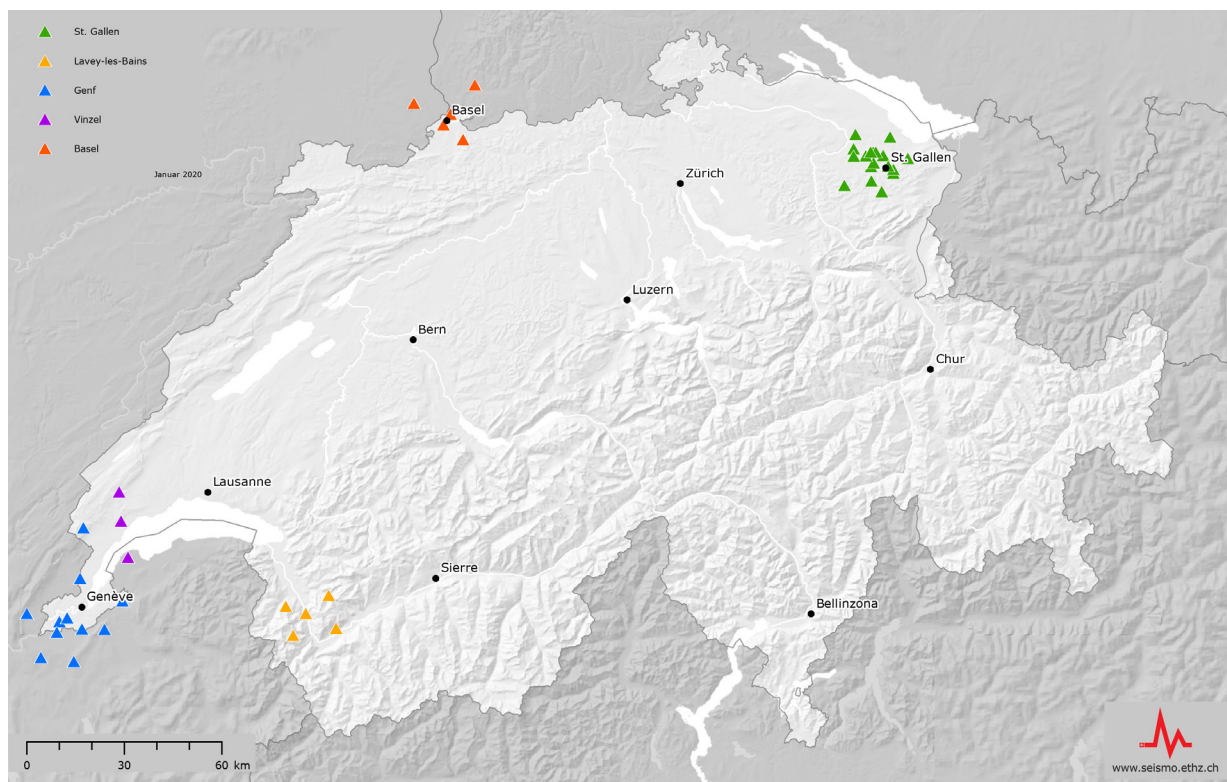 St. Gallen
Lavey-les-Bains
Genf
Vinzel
Basel
Januar 2020
Basel
St. Gallen
Zürich
Luzern
Bern
Chur
Lausanne
Sierre
Genève
Bellinzona
0 30 60 km
www.seismo.ethz.ch